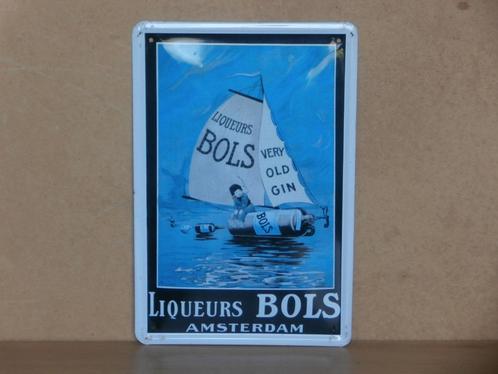 LIQUEURS
BOLS
VERY
OLD
GIN
BOLS
LIQUEURS BOLS
AMSTERDAM